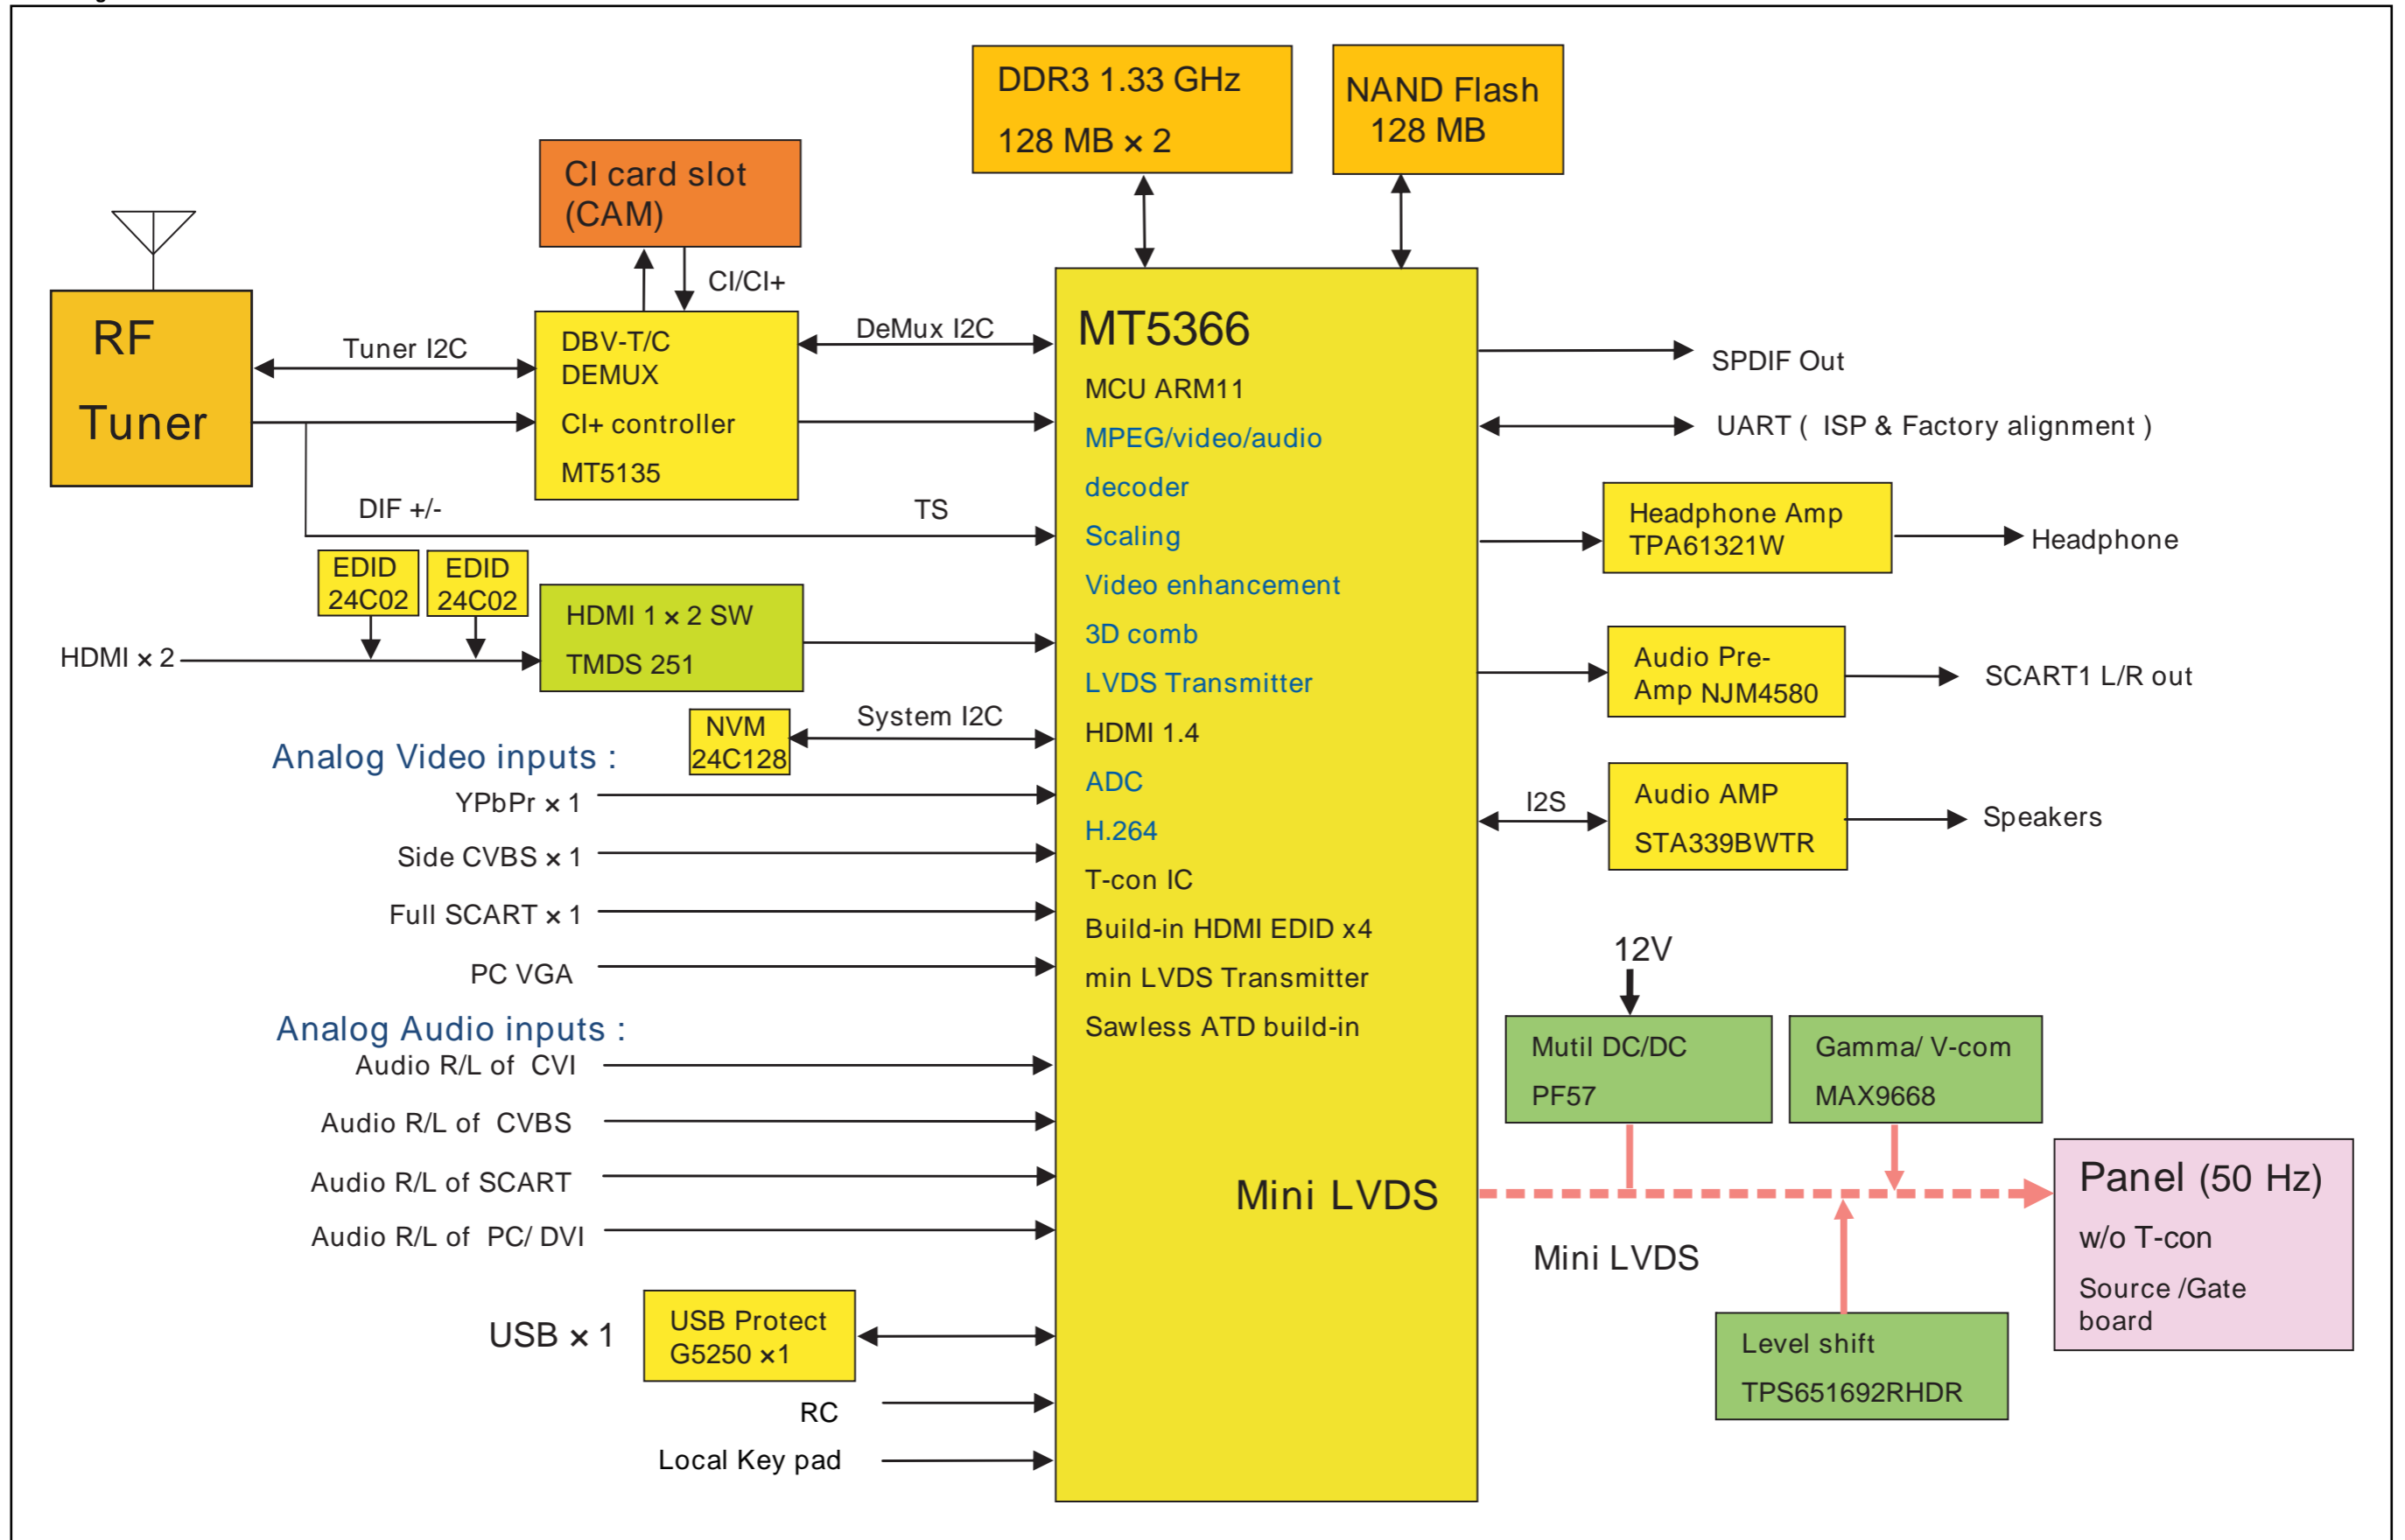 DDR3 1.33 GHz
128 MB × 2
NAND Flash
128 MB
CI card slot
(CAM)
CI/CI+
RF
Tuner
Tuner I2C
DBV-T/C
DEMUX
CI+ controller
MT5135
DeMux I2C
DIF +/-
TS
EDID
24C02
EDID
24C02
HDMI × 2
HDMI 1 × 2 SW
TMDS 251
NVM
24C128
System I2C
Analog Video inputs :
YPbPr × 1
Side CVBS × 1
Full SCART × 1
PC VGA
Analog Audio inputs :
Audio R/L of CVI
Audio R/L of CVBS
Audio R/L of SCART
Audio R/L of PC/ DVI
USB × 1
USB Protect
G5250 ×1
RC
Local Key pad
MT5366
MCU ARM11
MPEG/video/audio
decoder
Scaling
Video enhancement
3D comb
LVDS Transmitter
HDMI 1.4
ADC
H.264
T-con IC
Build-in HDMI EDID x4
min LVDS Transmitter
Sawless ATD build-in
Mini LVDS
SPDIF Out
UART ( ISP & Factory alignment )
Headphone Amp
TPA61321W
Headphone
Audio Pre-
Amp NJM4580
SCART1 L/R out
I2S
Audio AMP
STA339BWTR
Speakers
12V
Mutil DC/DC
PF57
Gamma/ V-com
MAX9668
Mini LVDS
Level shift
TPS651692RHDR
Panel (50 Hz)
w/o T-con
Source /Gate
board